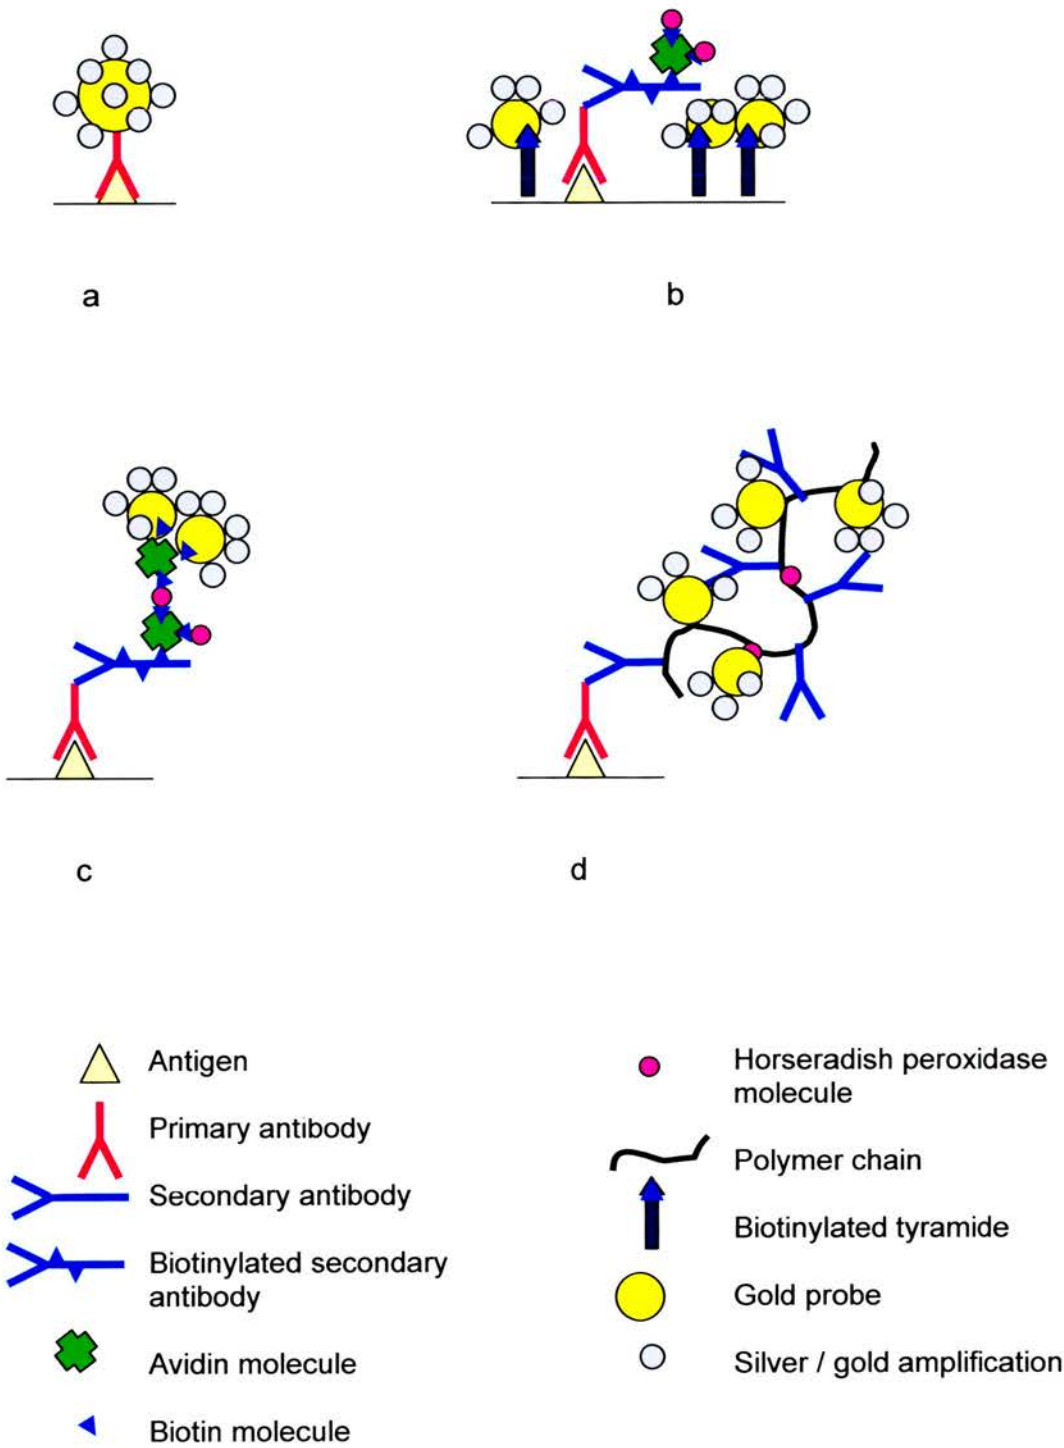 a
b
c
d
Antigen
Primary antibody
Secondary antibody
Biotinylated secondary
antibody
Avidin molecule
Biotin molecule
Horseradish peroxidase
molecule
Polymer chain
Biotinylated tyramide
Gold probe
Silver / gold amplification